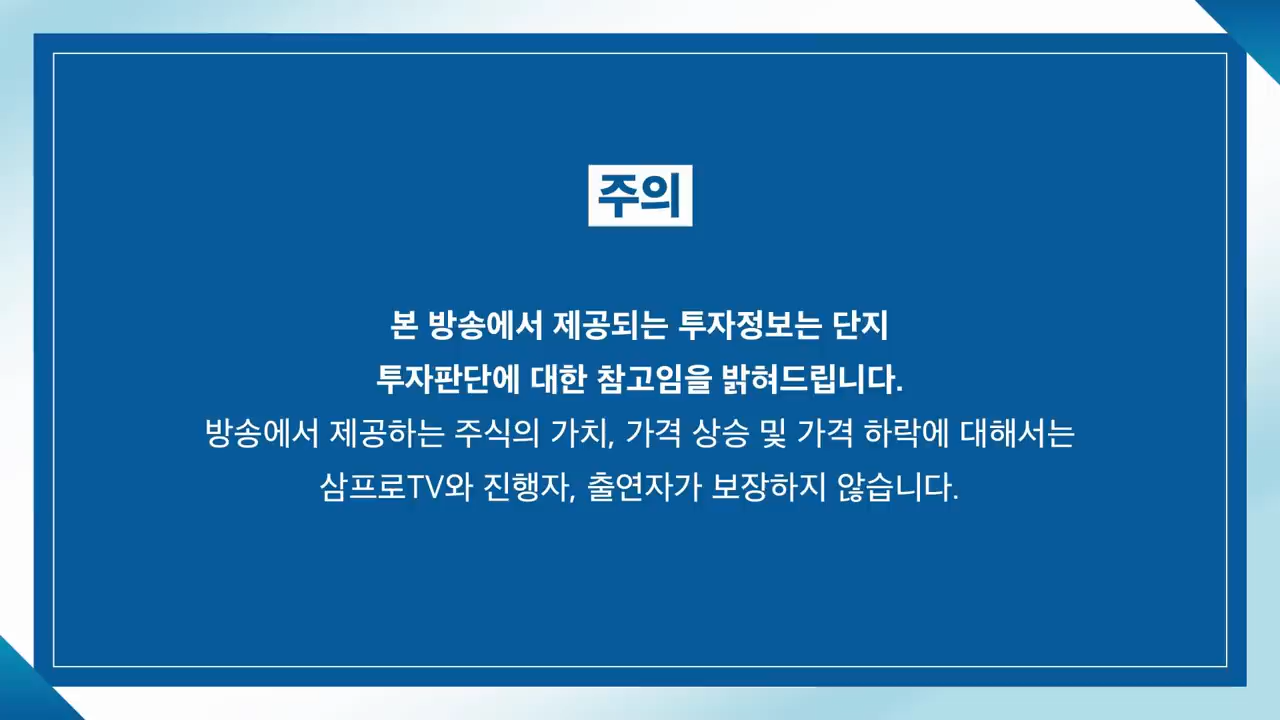 주의
본 방송에서 제공되는 투자정보는 단지
투자판단에 대한 참고임을 밝혀드립니다.
방송에서 제공하는 주식의 가치, 가격 상승 및 가격 하락에 대해서는
삼프로TV와 진행자, 출연자가 보장하지 않습니다.